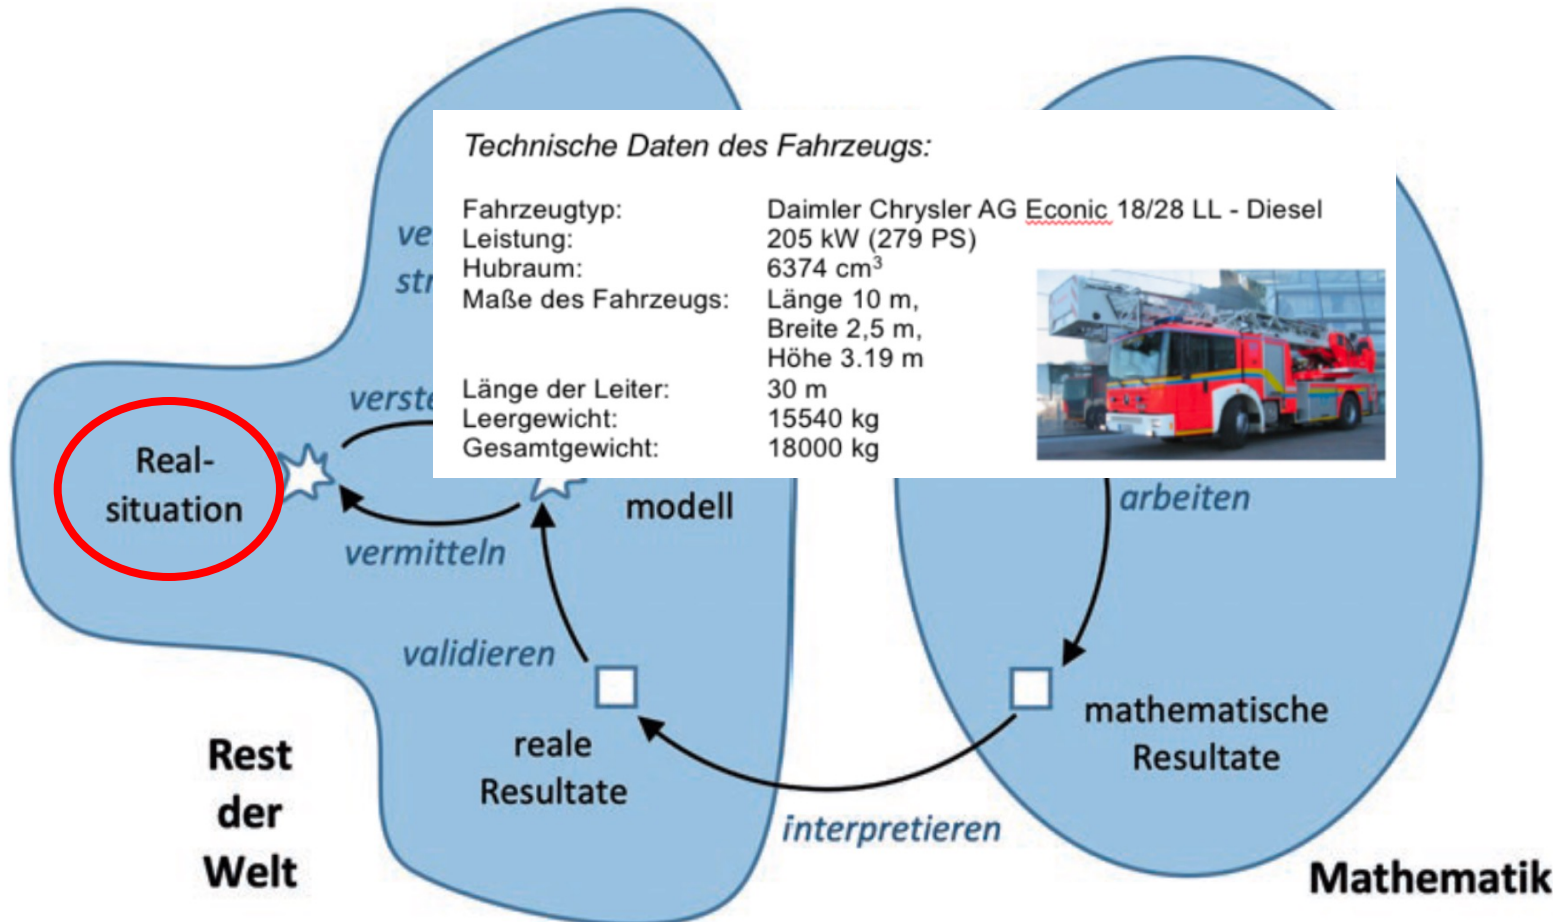 Technische Daten des Fahrzeugs:
Fahrzeugtyp: Daimler Chrysler AG Econic 18/28 LL - Diesel
Leistung: 205 kW (279 PS)
Hubraum: 6374 cm³
Maße des Fahrzeugs: Länge 10 m,
Breite 2,5 m,
Höhe 3.19 m
Länge der Leiter: 30 m
Leergewicht: 15540 kg
Gesamtgewicht: 18000 kg
ve
str
verste
Real-
situation
modell
vermitteln
arbeiten
validieren
reale
Resultate
mathematische
Resultate
interpretieren
Rest
der
Welt
Mathematik